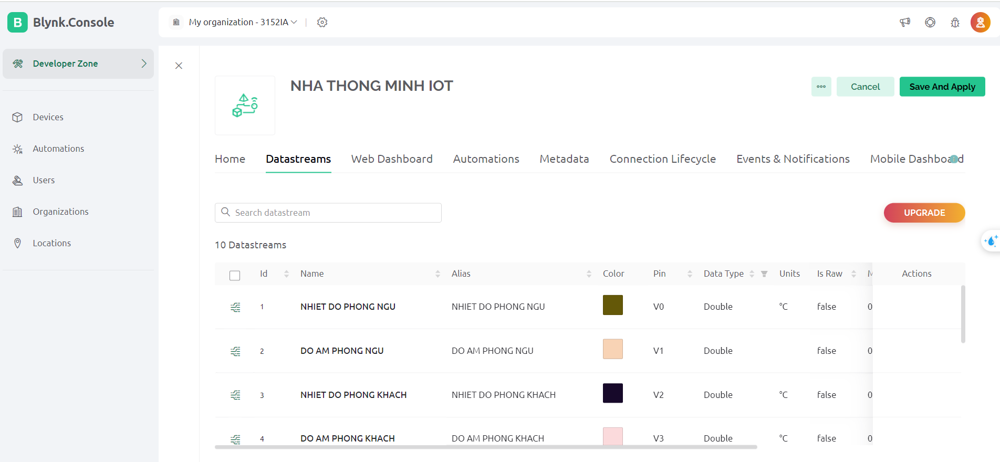 B Blynk.Console
My organization - 3152IA
Developer Zone
Devices
Automations
Users
Organizations
Locations
NHA THONG MINH IOT
Cancel
Save And Apply
Home Datastreams Web Dashboard Automations Metadata Connection Lifecycle Events & Notifications Mobile Dashboard
Search datastream
UPGRADE
10 Datastreams
Id Name Alias Color Pin Data Type Units Is Raw Actions
1 NHIET DO PHONG NGU NHIET DO PHONG NGU V0 Double °C false 0
2 DO AM PHONG NGU DO AM PHONG NGU V1 Double false 0
3 NHIET DO PHONG KHACH NHIET DO PHONG KHACH V2 Double °C false 0
4 DO AM PHONG KHACH DO AM PHONG KHACH V3 Double °C false 0